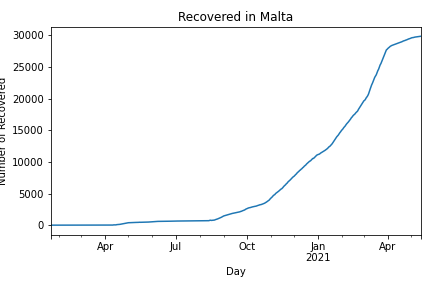 Recovered in Malta
Number of Recovered
30000
25000
20000
15000
10000
5000
0
Apr
Jul
Oct
Jan
2021
Apr
Day